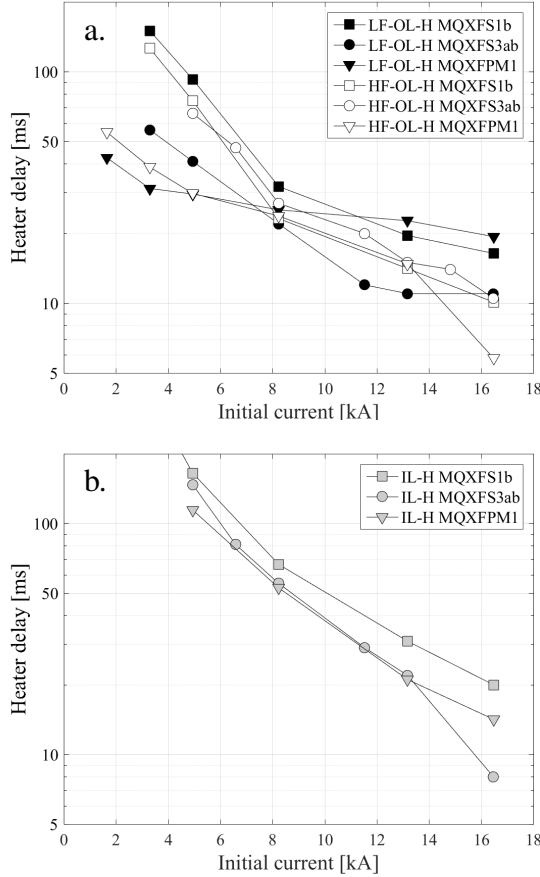 a.
LF-OL-H MQXFS1b
LF-OL-H MQXFS3ab
LF-OL-H MQXFPM1
HF-OL-H MQXFS1b
HF-OL-H MQXFS3ab
HF-OL-H MQXFPM1
Heater delay [ms]
100
50
10
5
0 2 4 6 8 10 12 14 16 18
Initial current [kA]
b.
IL-H MQXFS1b
IL-H MQXFS3ab
IL-H MQXFPM1
Heater delay [ms]
100
50
10
5
0 2 4 6 8 10 12 14 16 18
Initial current [kA]